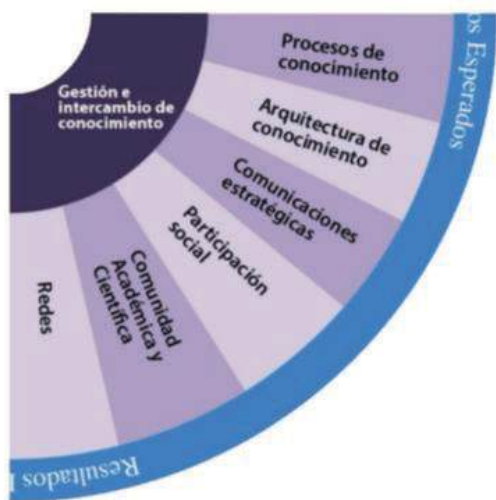 Gestión e
intercambio de
conocimiento
Procesos de
conocimiento
Arquitectura de
conocimiento
Comunicaciones
estratégicas
Participación
social
Comunidad
Académica y
Científica
Redes
Esperados
Resultados